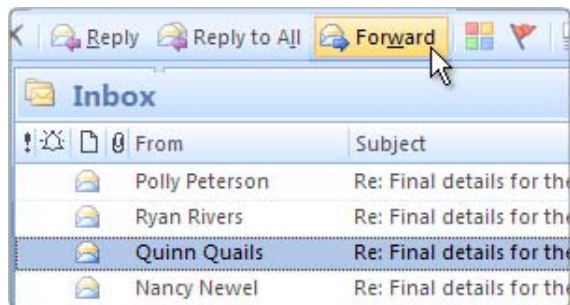 Reply Reply to All Forward
Inbox
! From Subject
Polly Peterson Re: Final details for the
Ryan Rivers Re: Final details for the
Quinn Quails Re: Final details for the
Nancy Newel Re: Final details for the